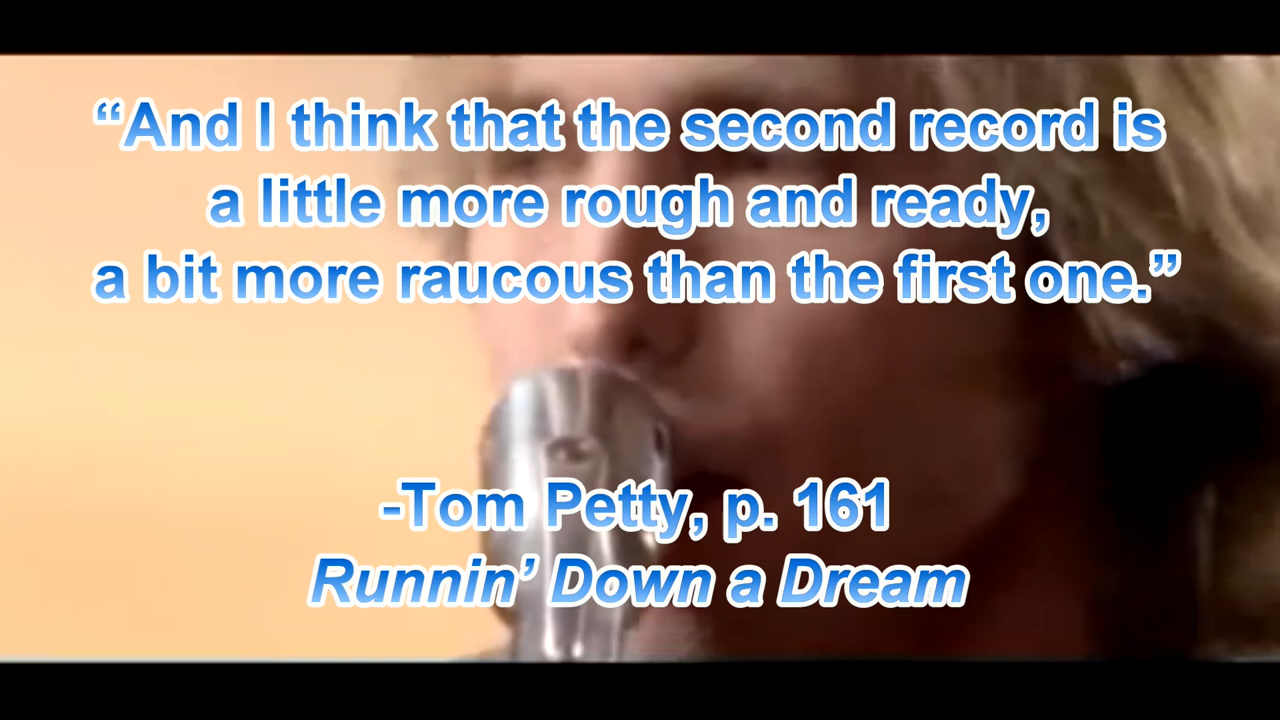 “And I think that the second record is
a little more rough and ready,
a bit more raucous than the first one.”
-Tom Petty, p. 161
Runnin’ Down a Dream